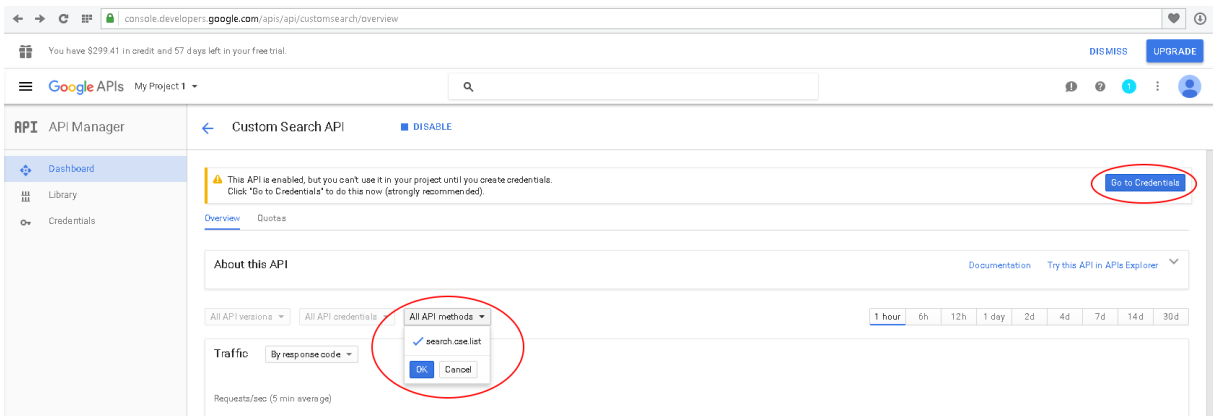 console.developers.google.com/apis/api/customsearch/overview
You have $299.41 in credit and 57 days left in your free trial.
DISMISS
UPGRADE
Google APIs
My Project 1
1
API
API Manager
Custom Search API
DISABLE
Dashboard
Library
Credentials
This API is enabled, but you can't use it in your project until you create credentials.
Click "Go to Credentials" to do this now (strongly recommended).
Go to Credentials
Overview
Quotas
About this API
Documentation
Try this API in APIs Explorer
All API versions
All API credentials
All API methods
1 hour
6h
12h
1 day
2d
4d
7d
14d
30d
search.cse.list
OK
Cancel
Traffic
By response code
Requests/sec (5 min average)